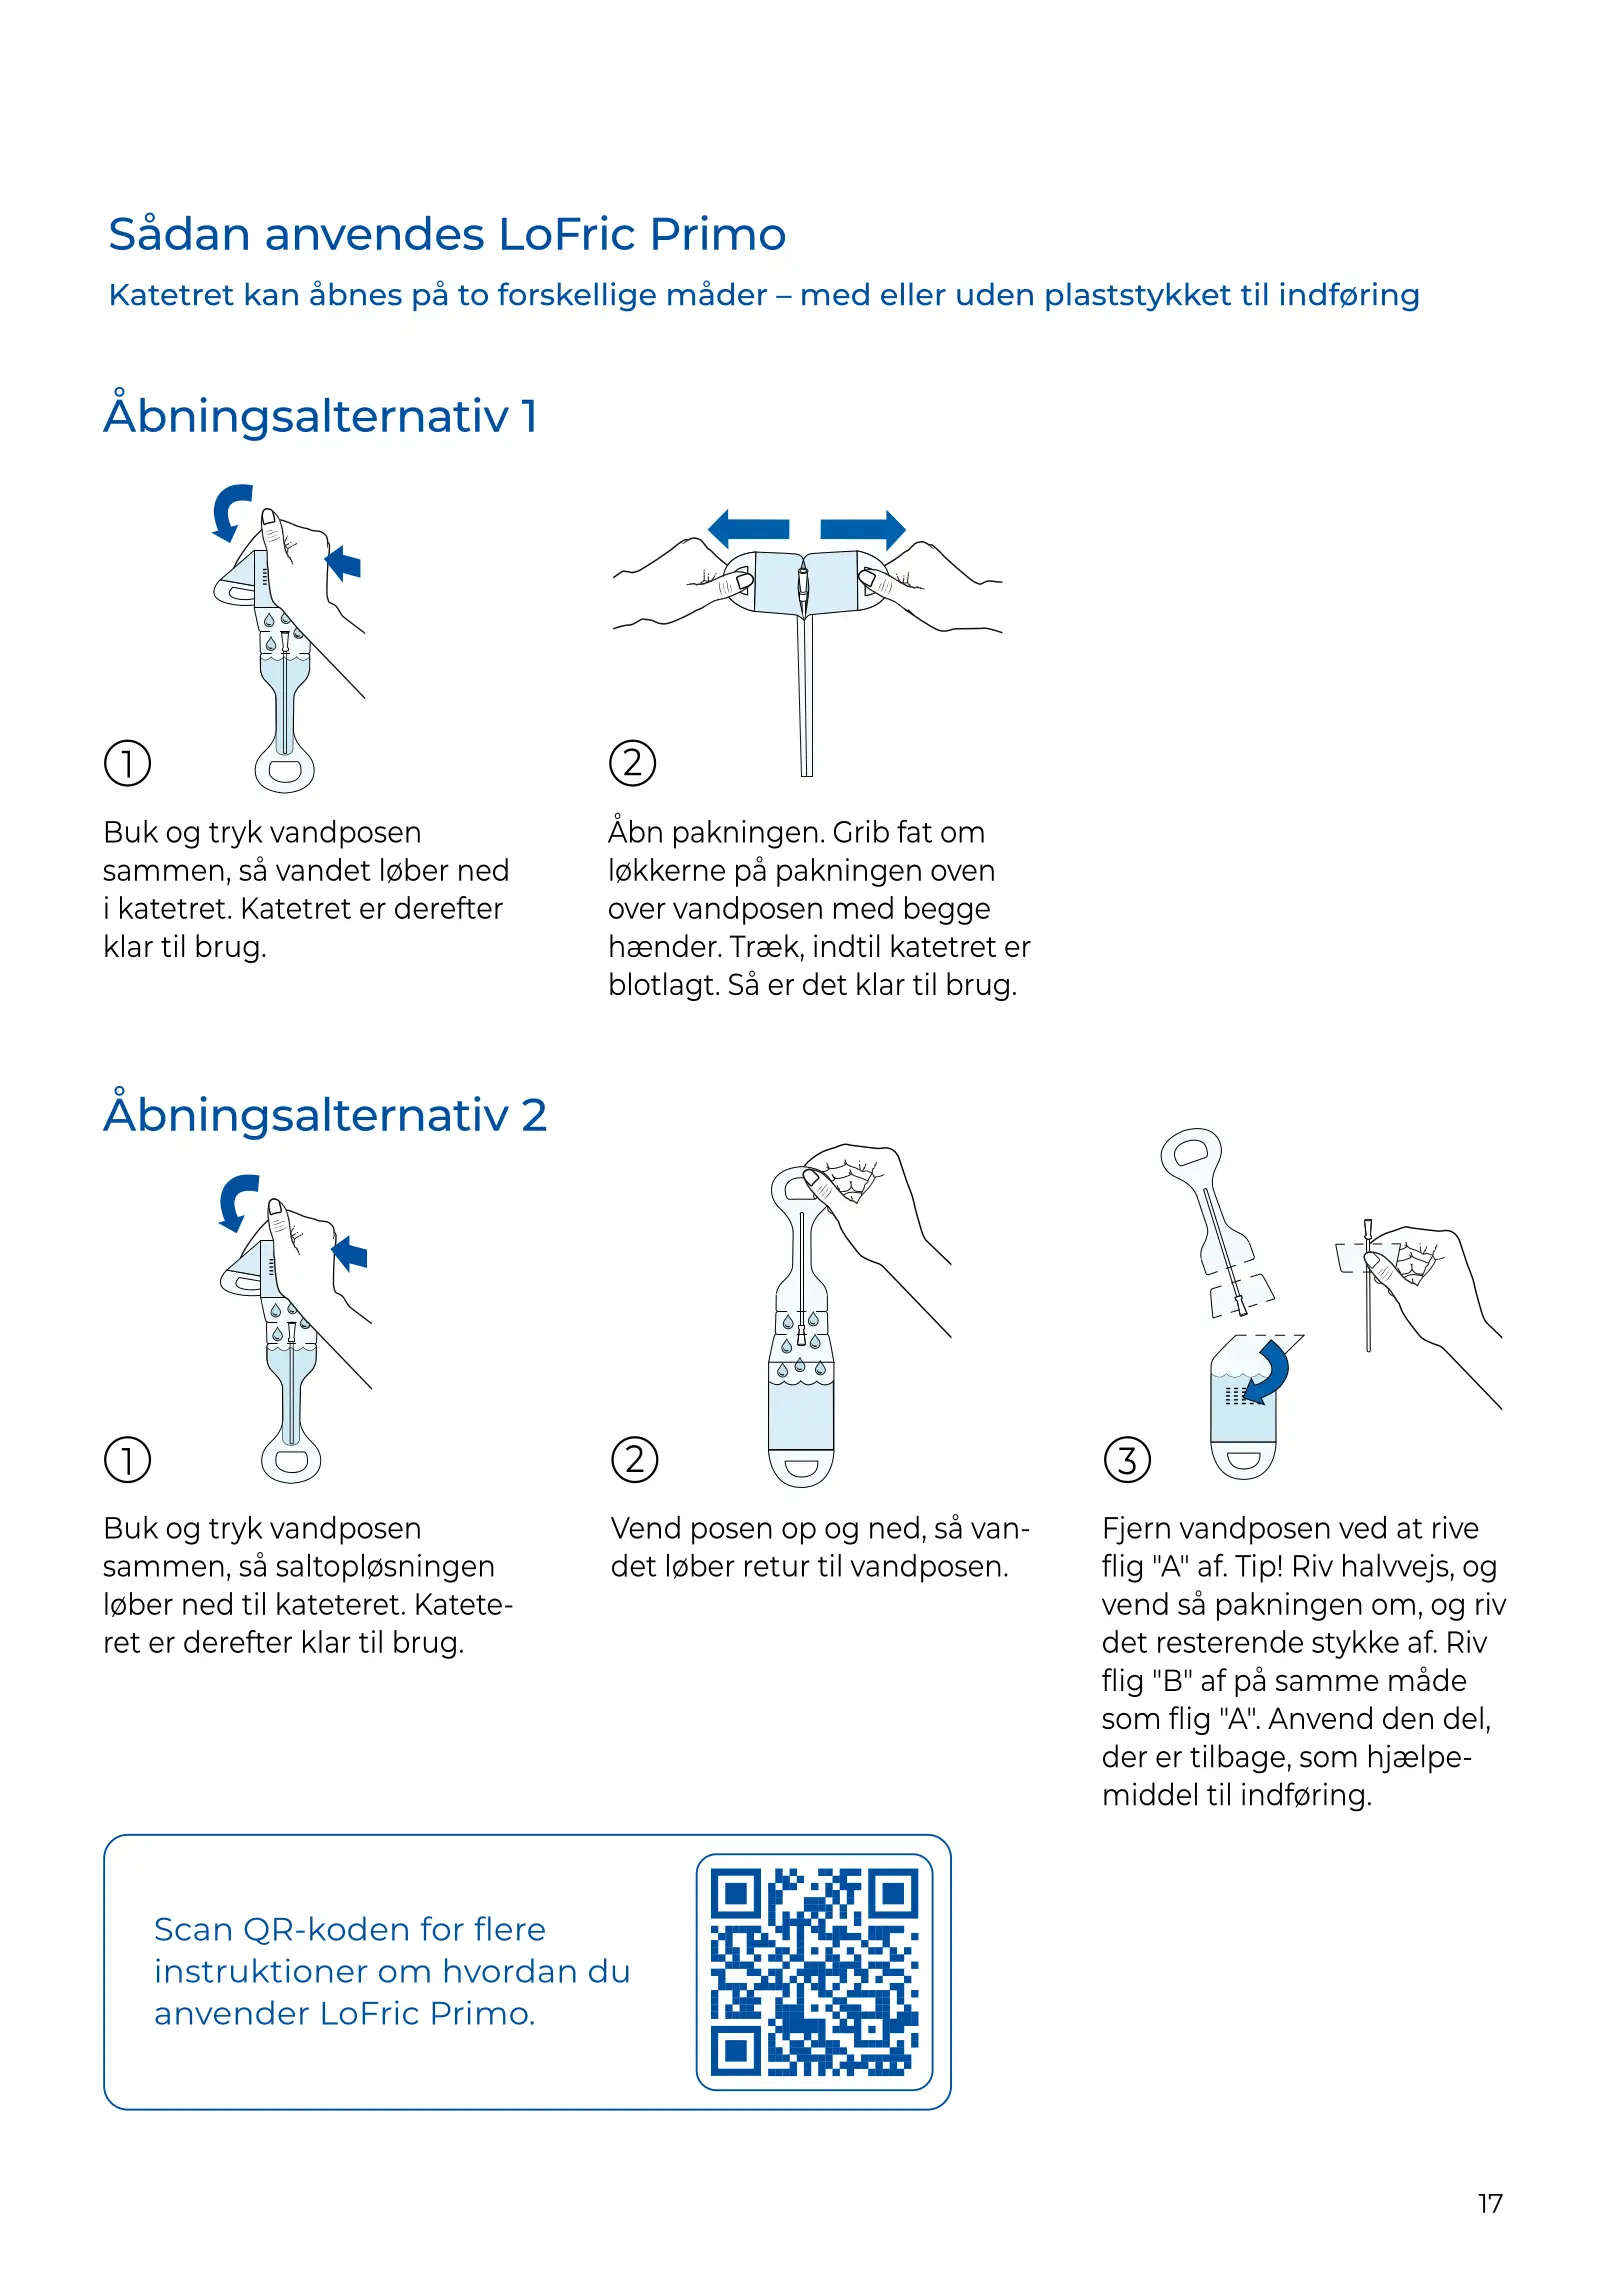 Sådan anvendes LoFric Primo
Katetret kan åbnes på to forskellige måder – med eller uden plaststykket til indføring
Åbningsalternativ 1
1
Buk og tryk vandposen
sammen, så vandet løber ned
i katetret. Katetret er derefter
klar til brug.
2
Åbn pakningen. Grib fat om
løkkerne på pakningen oven
over vandposen med begge
hænder. Træk, indtil katetret er
blotlagt. Så er det klar til brug.
Åbningsalternativ 2
1
Buk og tryk vandposen
sammen, så saltopløsningen
løber ned til kateteret. Katete-
ret er derefter klar til brug.
2
Vend posen op og ned, så van-
det løber retur til vandposen.
3
Fjern vandposen ved at rive
flig "A" af. Tip! Riv halvvejs, og
vend så pakningen om, og riv
det resterende stykke af. Riv
flig "B" af på samme måde
som flig "A". Anvend den del,
der er tilbage, som hjælpe-
middel til indføring.
Scan QR-koden for flere
instruktioner om hvordan du
anvender LoFric Primo.
17